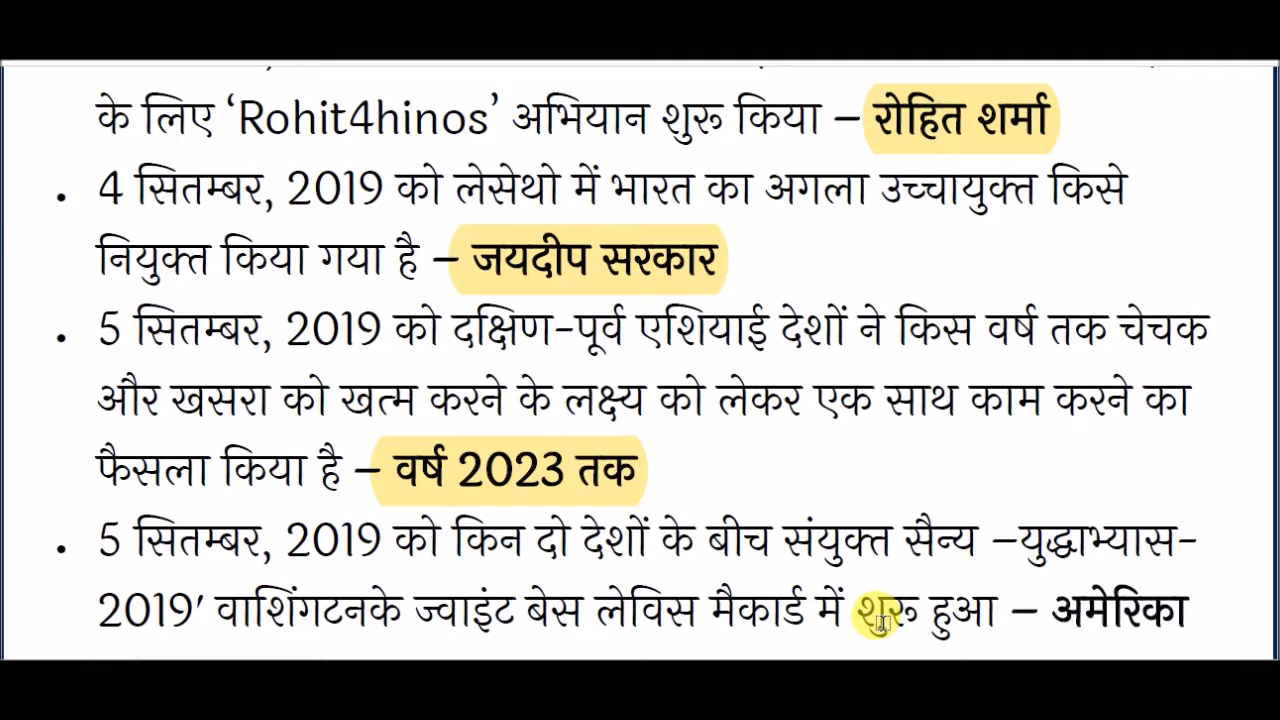 के लिए ‘Rohit4hinos’ अभियान शुरू किया – रोहित शर्मा
• 4 सितम्बर, 2019 को लेसेथो में भारत का अगला उच्चायुक्त किसे
नियुक्त किया गया है – जयदीप सरकार
• 5 सितम्बर, 2019 को दक्षिण-पूर्व एशियाई देशों ने किस वर्ष तक चेचक
और खसरा को खत्म करने के लक्ष्य को लेकर एक साथ काम करने का
फैसला किया है – वर्ष 2023 तक
• 5 सितम्बर, 2019 को किन दो देशों के बीच संयुक्त सैन्य –युद्धाभ्यास-
2019′ वाशिंगटनके ज्वाइंट बेस लेविस मैकार्ड में शुरू हुआ – अमेरिका